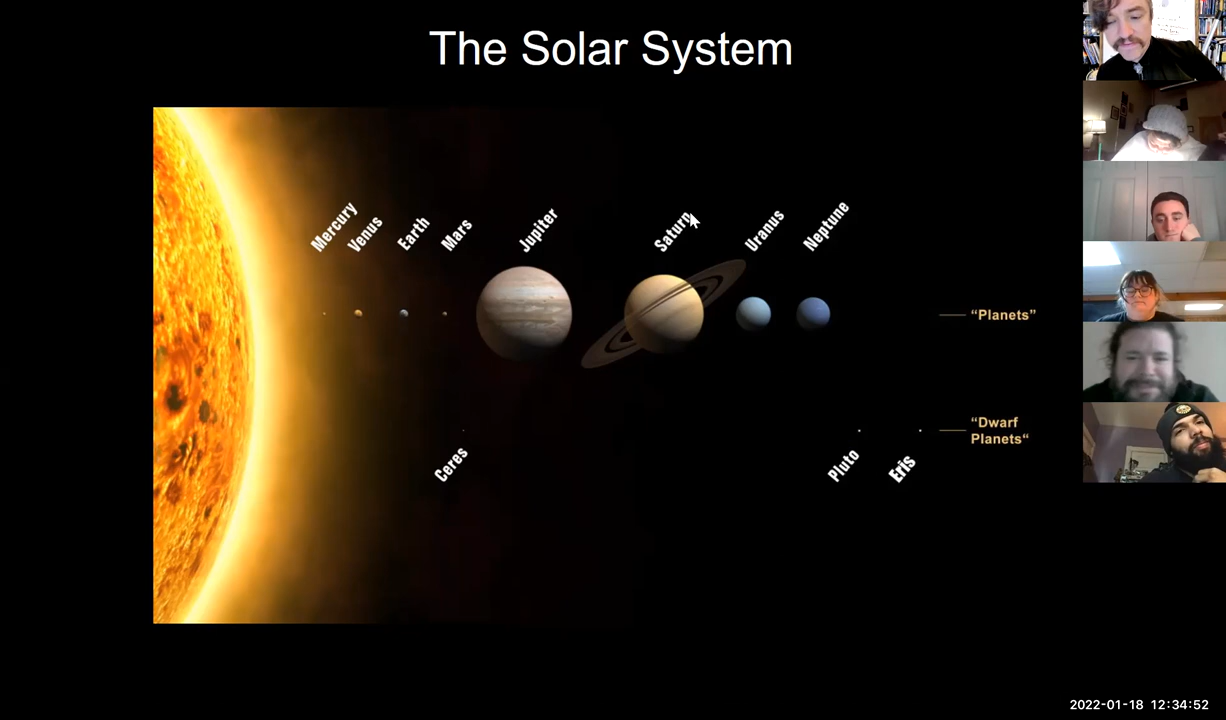 The Solar System
Mercury
Venus
Earth
Mars
Jupiter
Saturn
Uranus
Neptune
“Planets”
Ceres
Pluto
Eris
“Dwarf
Planets“
2022-01-18 12:34:52